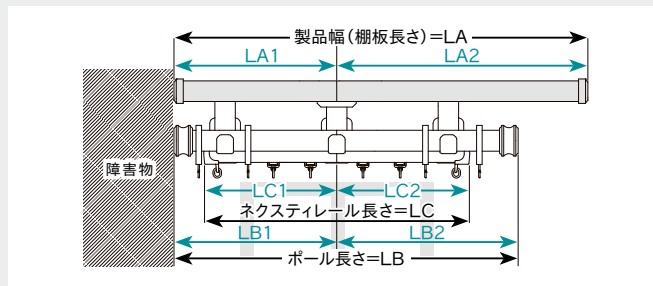 製品幅（棚板長さ）=LA
LA1
LA2
障害物
LC1
LC2
ネクスティレール長さ=LC
LB1
LB2
ポール長さ=LB